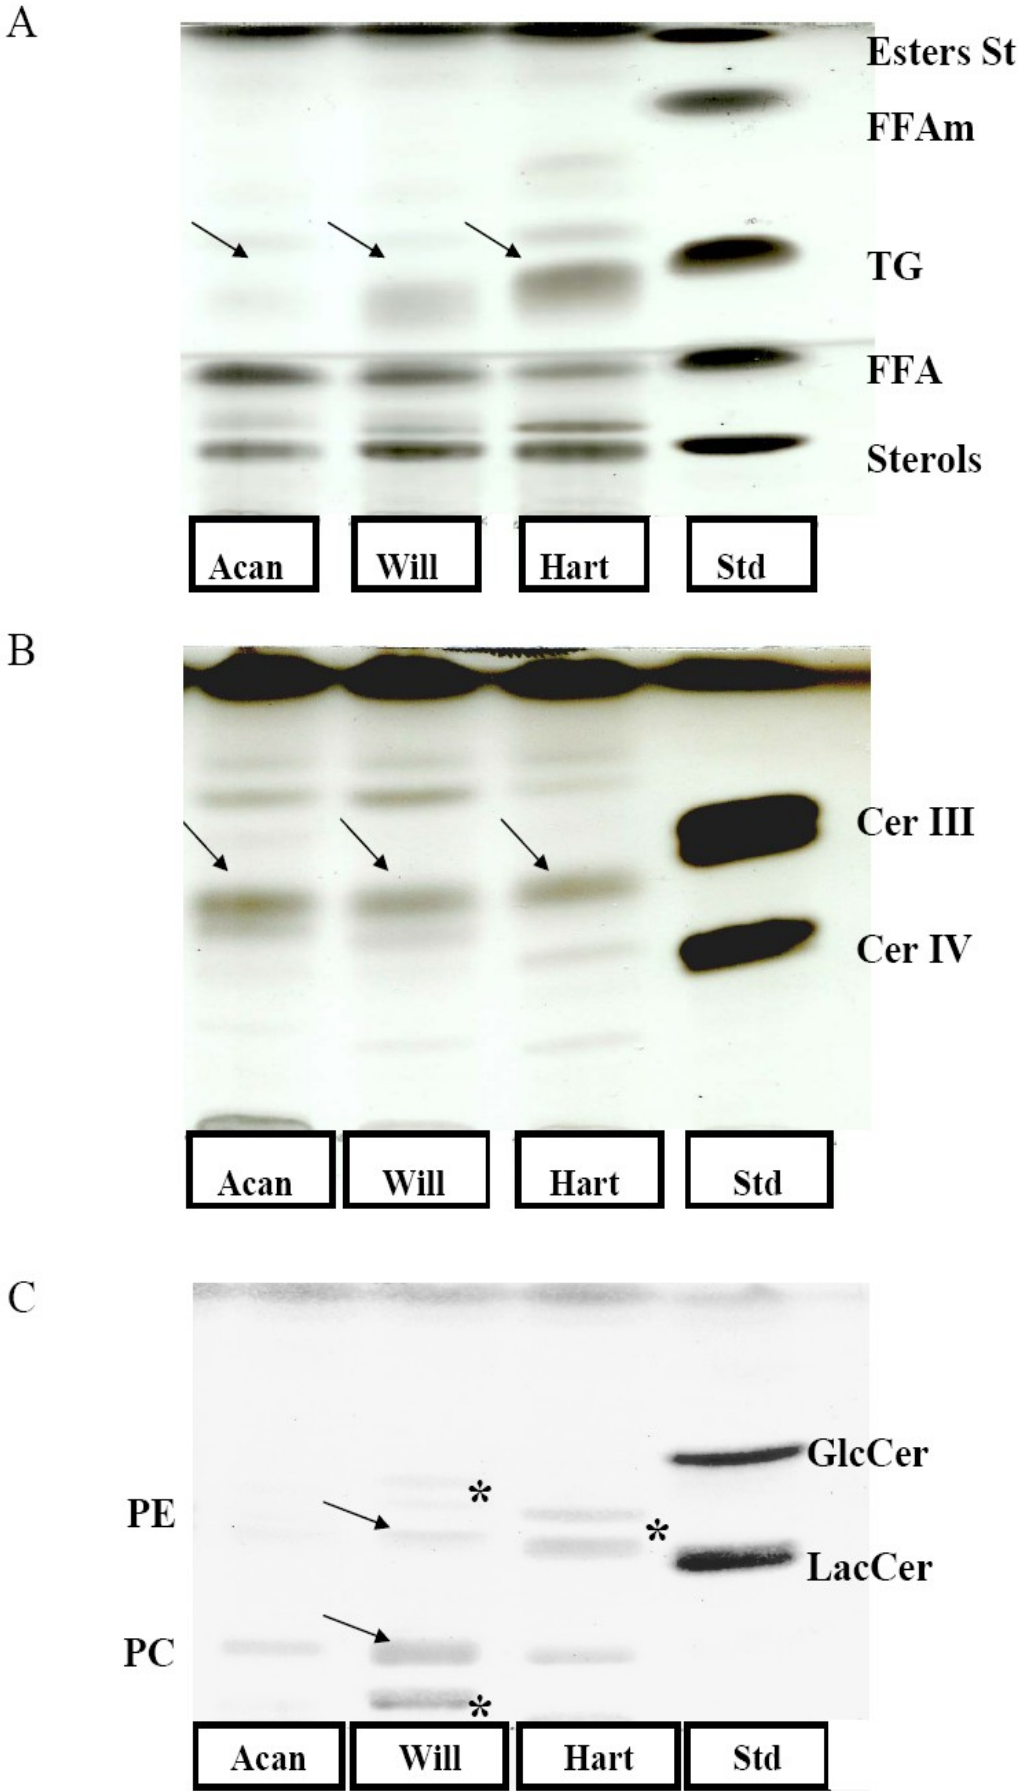 A
Esters St
FFAm
TG
FFA
Sterols
Acan Will Hart Std
B
Cer III
Cer IV
Acan Will Hart Std
C
GlcCer
PE *
*
LacCer
PC
*
Acan Will Hart Std